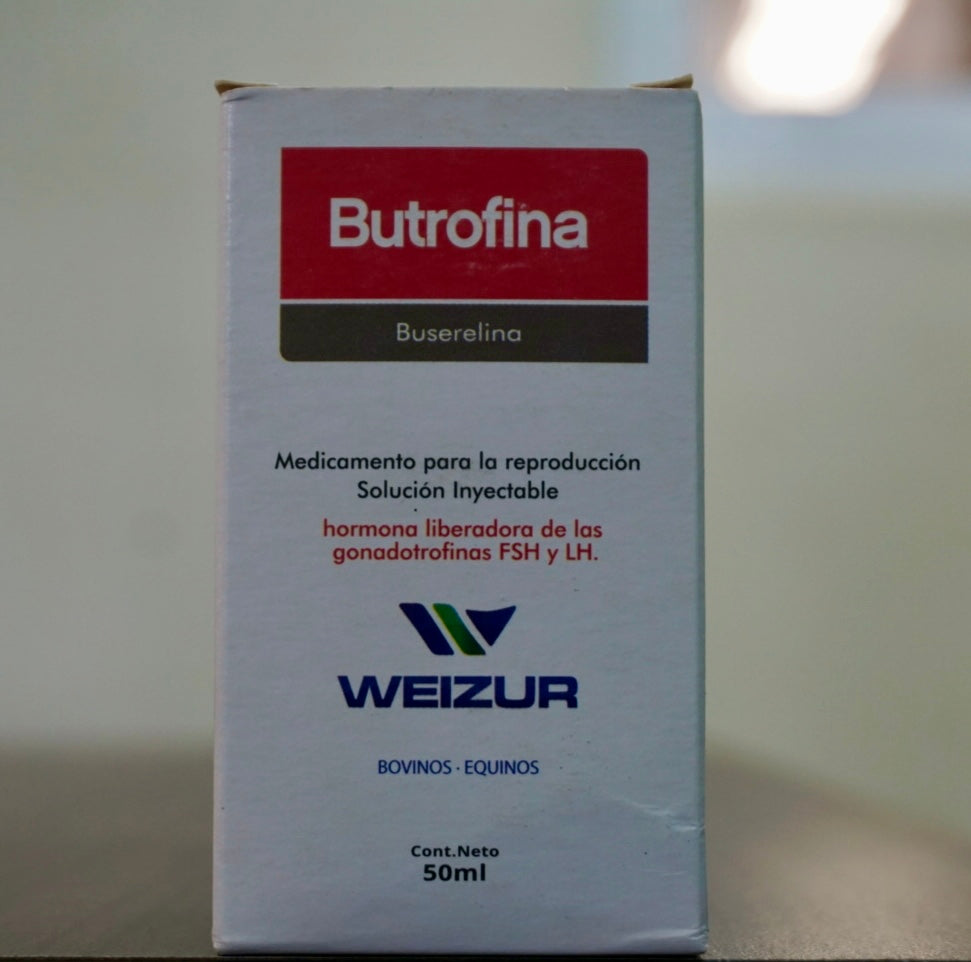 Butrofina
Buserelina
Medicamento para la reproducción
Solución Inyectable
hormona liberadora de las
gonadotrofinas FSH y LH.
WEIZUR
BOVINOS · EQUINOS
Cont.Neto
50ml